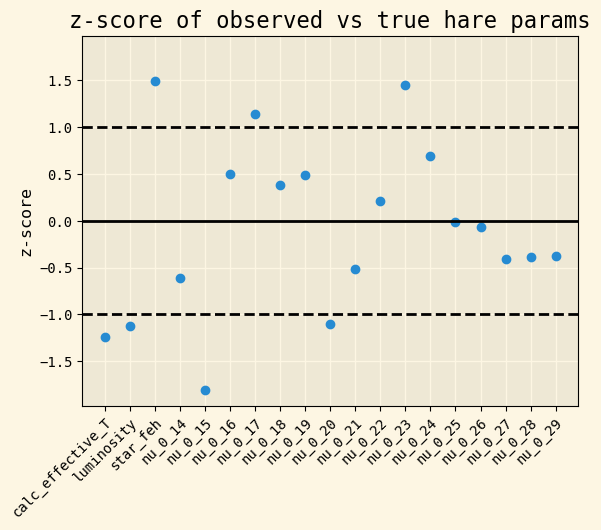 z-score of observed vs true hare params
z-score
1.5
1.0
0.5
0.0
−0.5
−1.0
−1.5
calc_effective_T
luminosity
star_feh
nu_0_14
nu_0_15
nu_0_16
nu_0_17
nu_0_18
nu_0_19
nu_0_20
nu_0_21
nu_0_22
nu_0_23
nu_0_24
nu_0_25
nu_0_26
nu_0_27
nu_0_28
nu_0_29